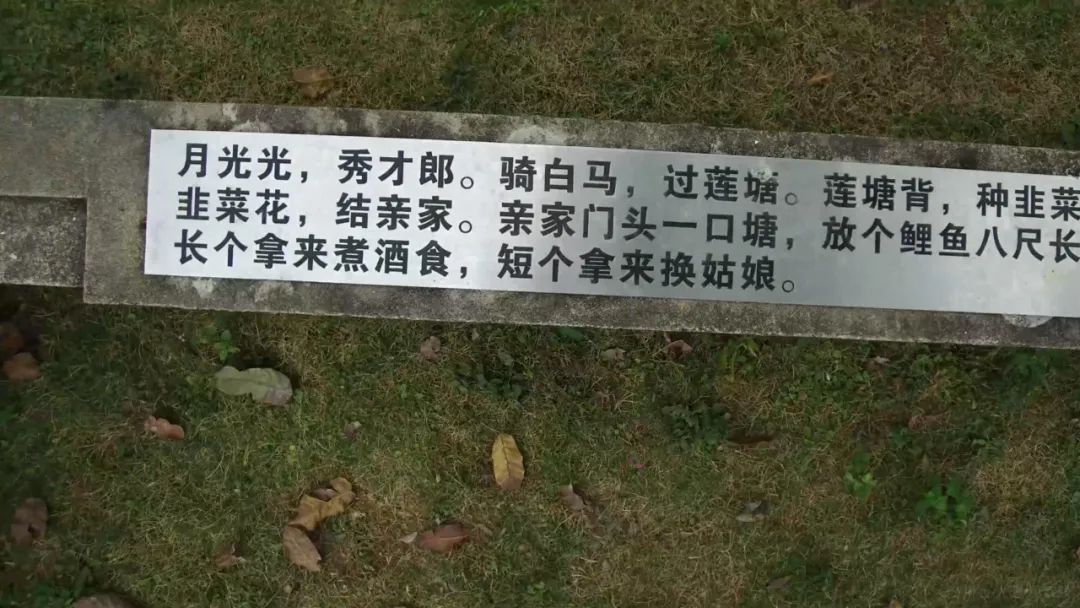 月光光，秀才郎。骑白马，过莲塘。莲塘背，种韭菜
韭菜花，结亲家。亲家门头一口塘，放个鲤鱼八尺长
长个拿来煮酒食，短个拿来换姑娘。